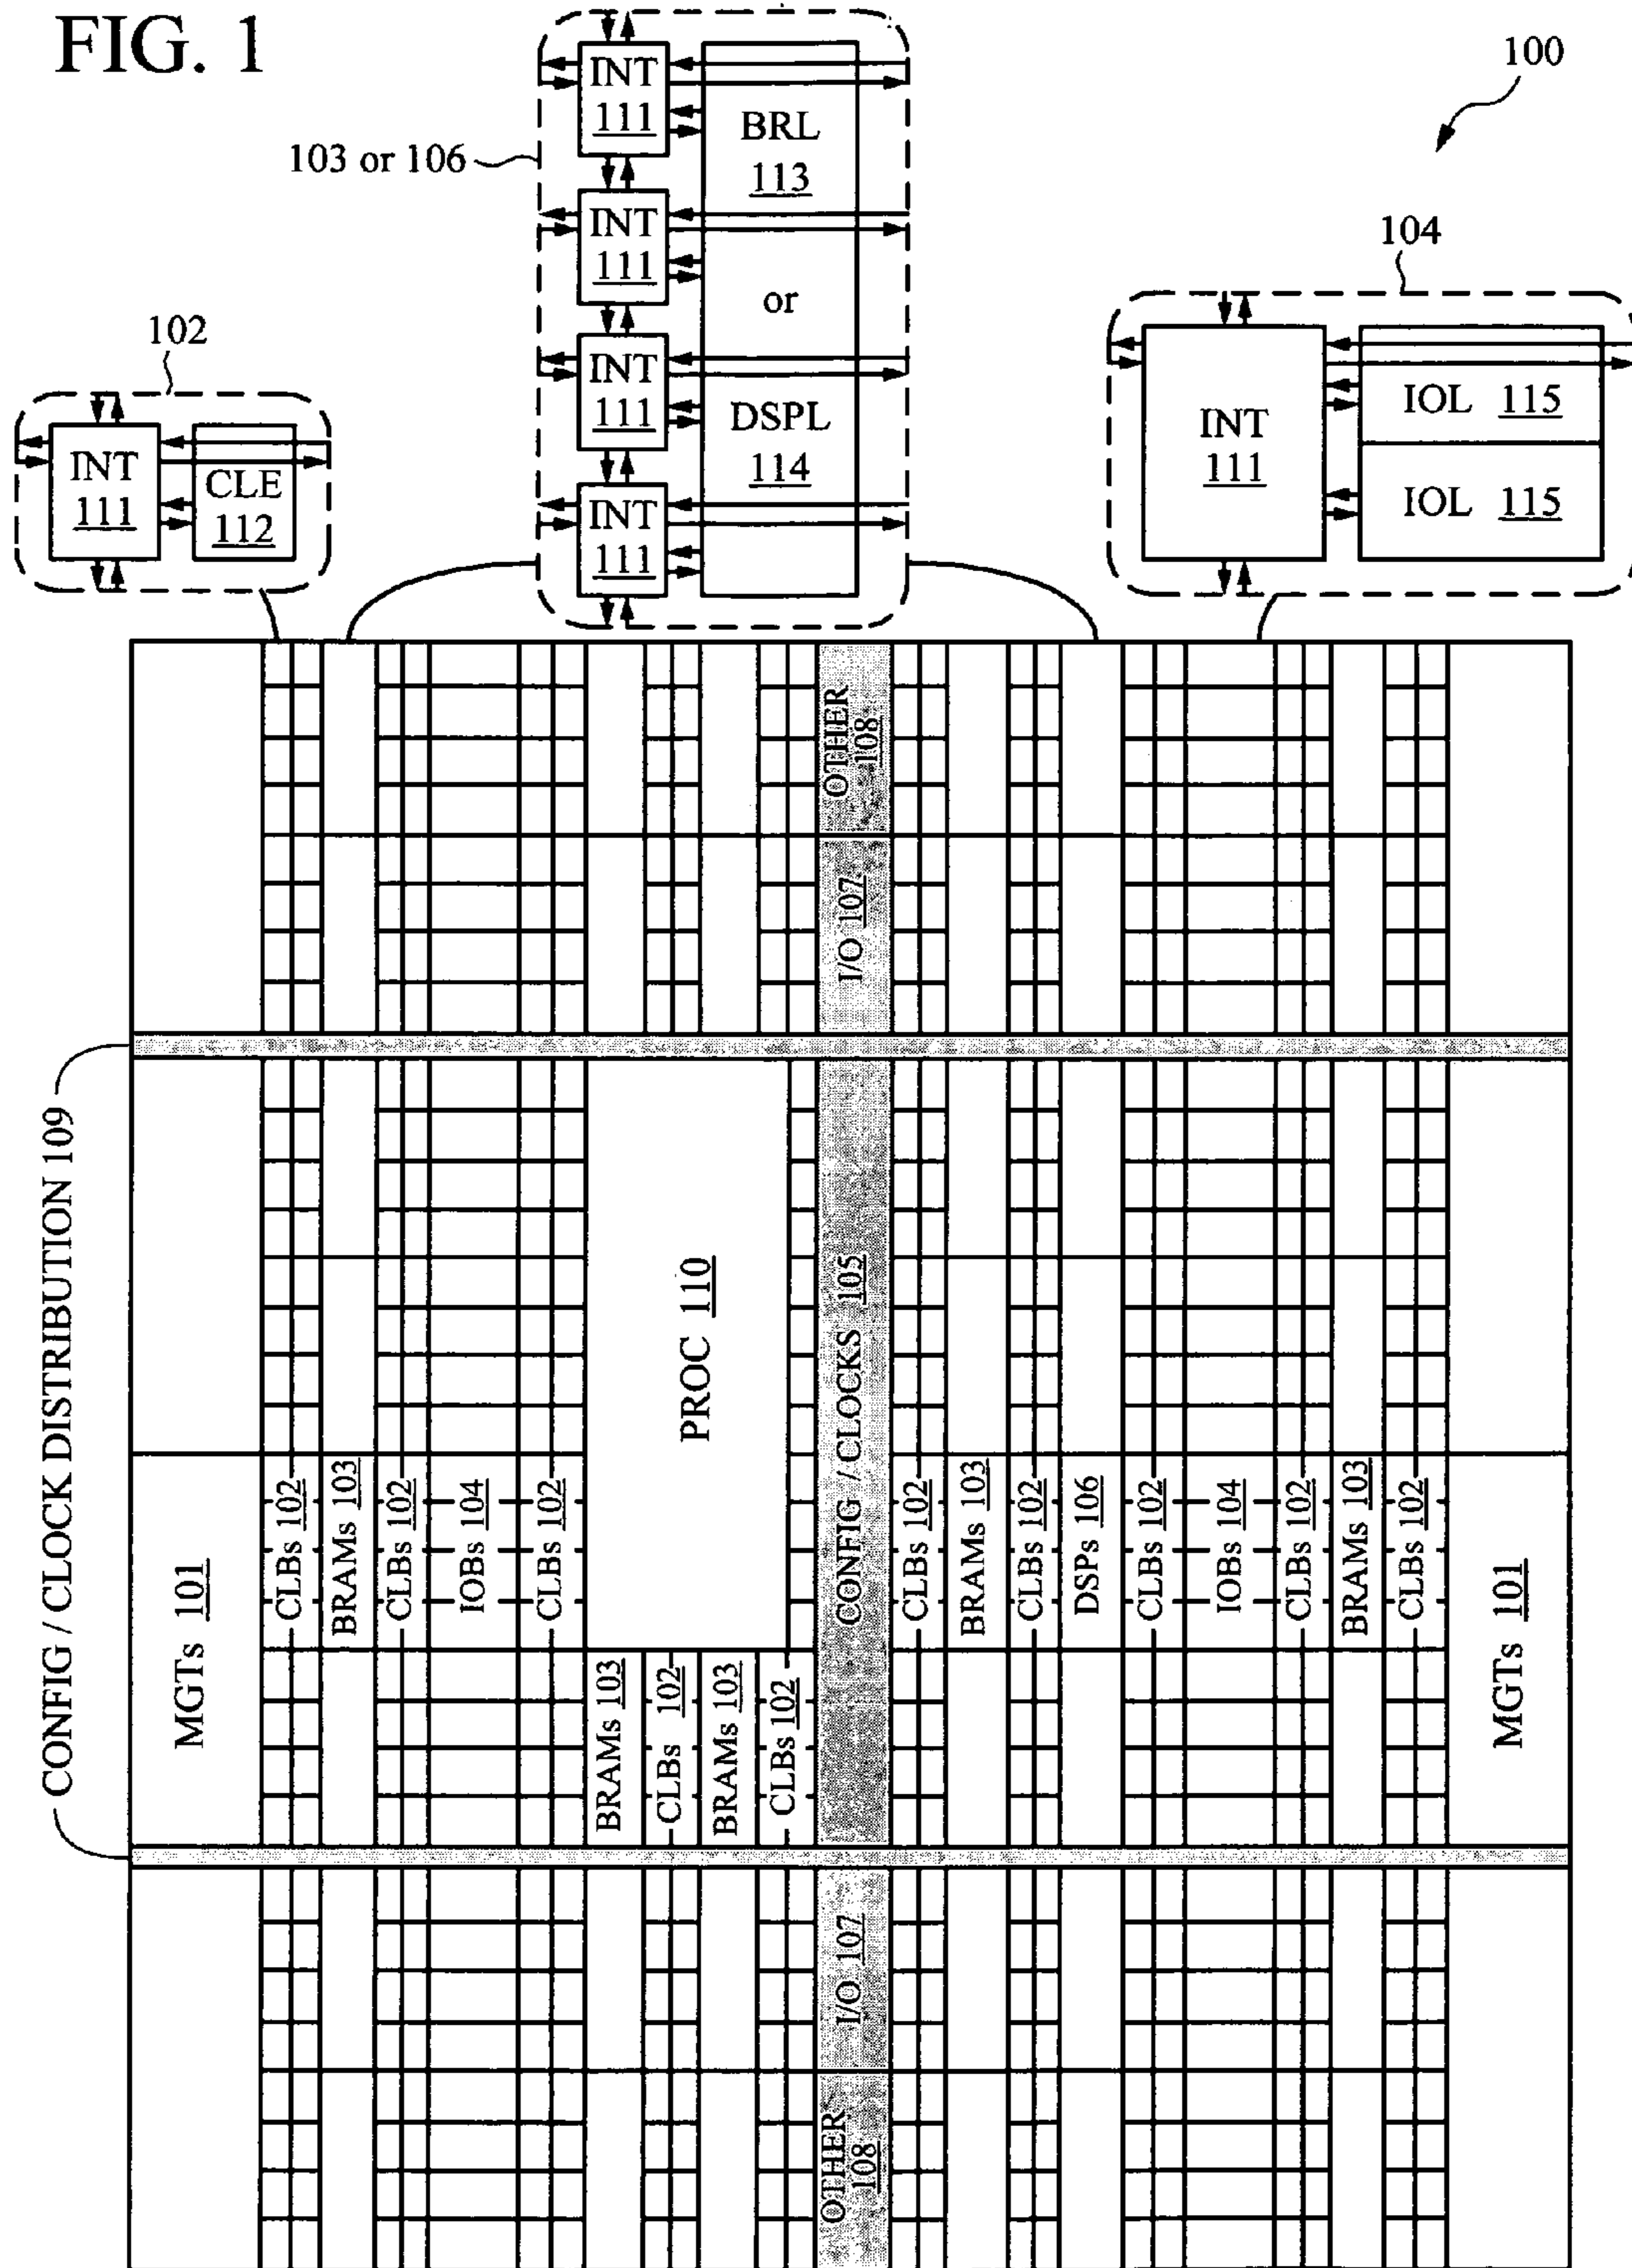 FIG. 1
100
103 or 106
INT
111
INT
111
INT
111
INT
111
BRL
113
or
DSPL
114
104
INT
111
IOL 115
IOL 115
102
INT
111
CLE
112
OTHER
108
I/O 107
CONFIG / CLOCK DISTRIBUTION 109
PROC 110
CONFIG / CLOCKS 105
MGTs 101
CLBs 102
BRAMs 103
CLBs 102
IOBs 104
CLBs 102
BRAMs 103
CLBs 102
BRAMs 103
CLBs 102
CLBs 102
BRAMs 103
CLBs 102
DSPs 106
CLBs 102
IOBs 104
CLBs 102
BRAMs 103
CLBs 102
MGTs 101
I/O 107
OTHER
108